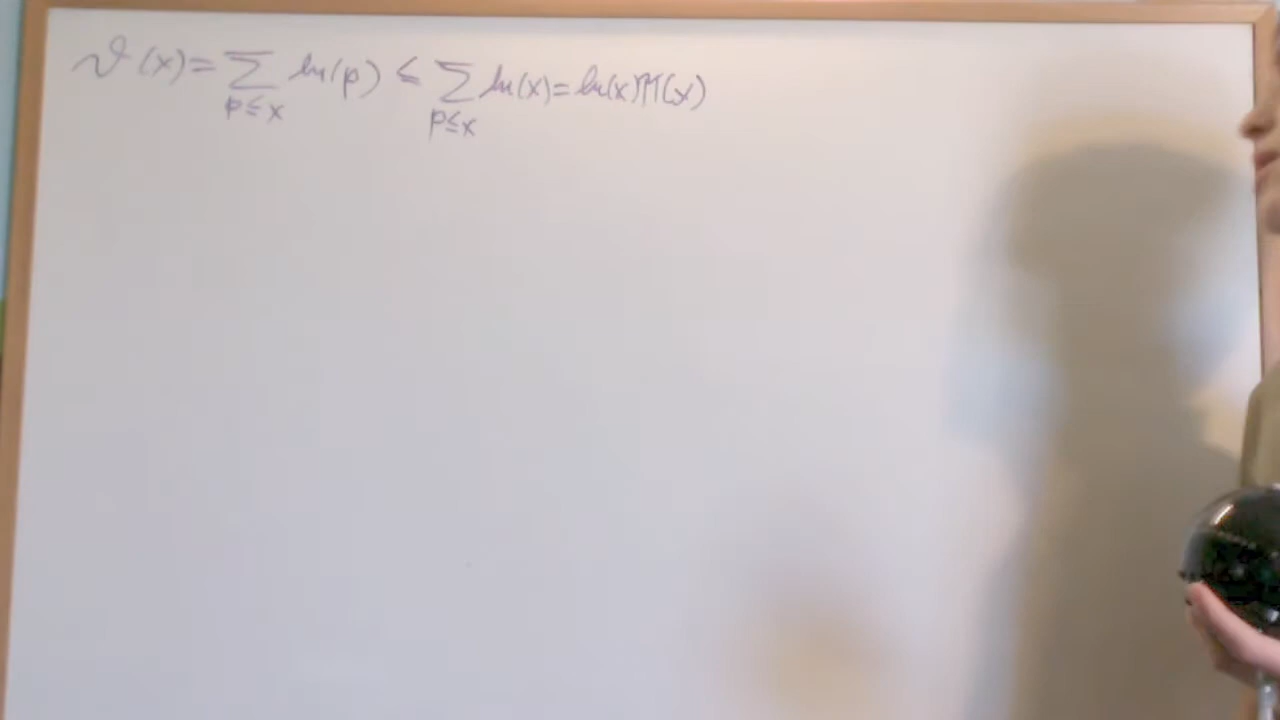 ϑ(x) = ∑_{p≤x} ln(p) ≤ ∑_{p≤x} ln(x) = ln(x)π(x)